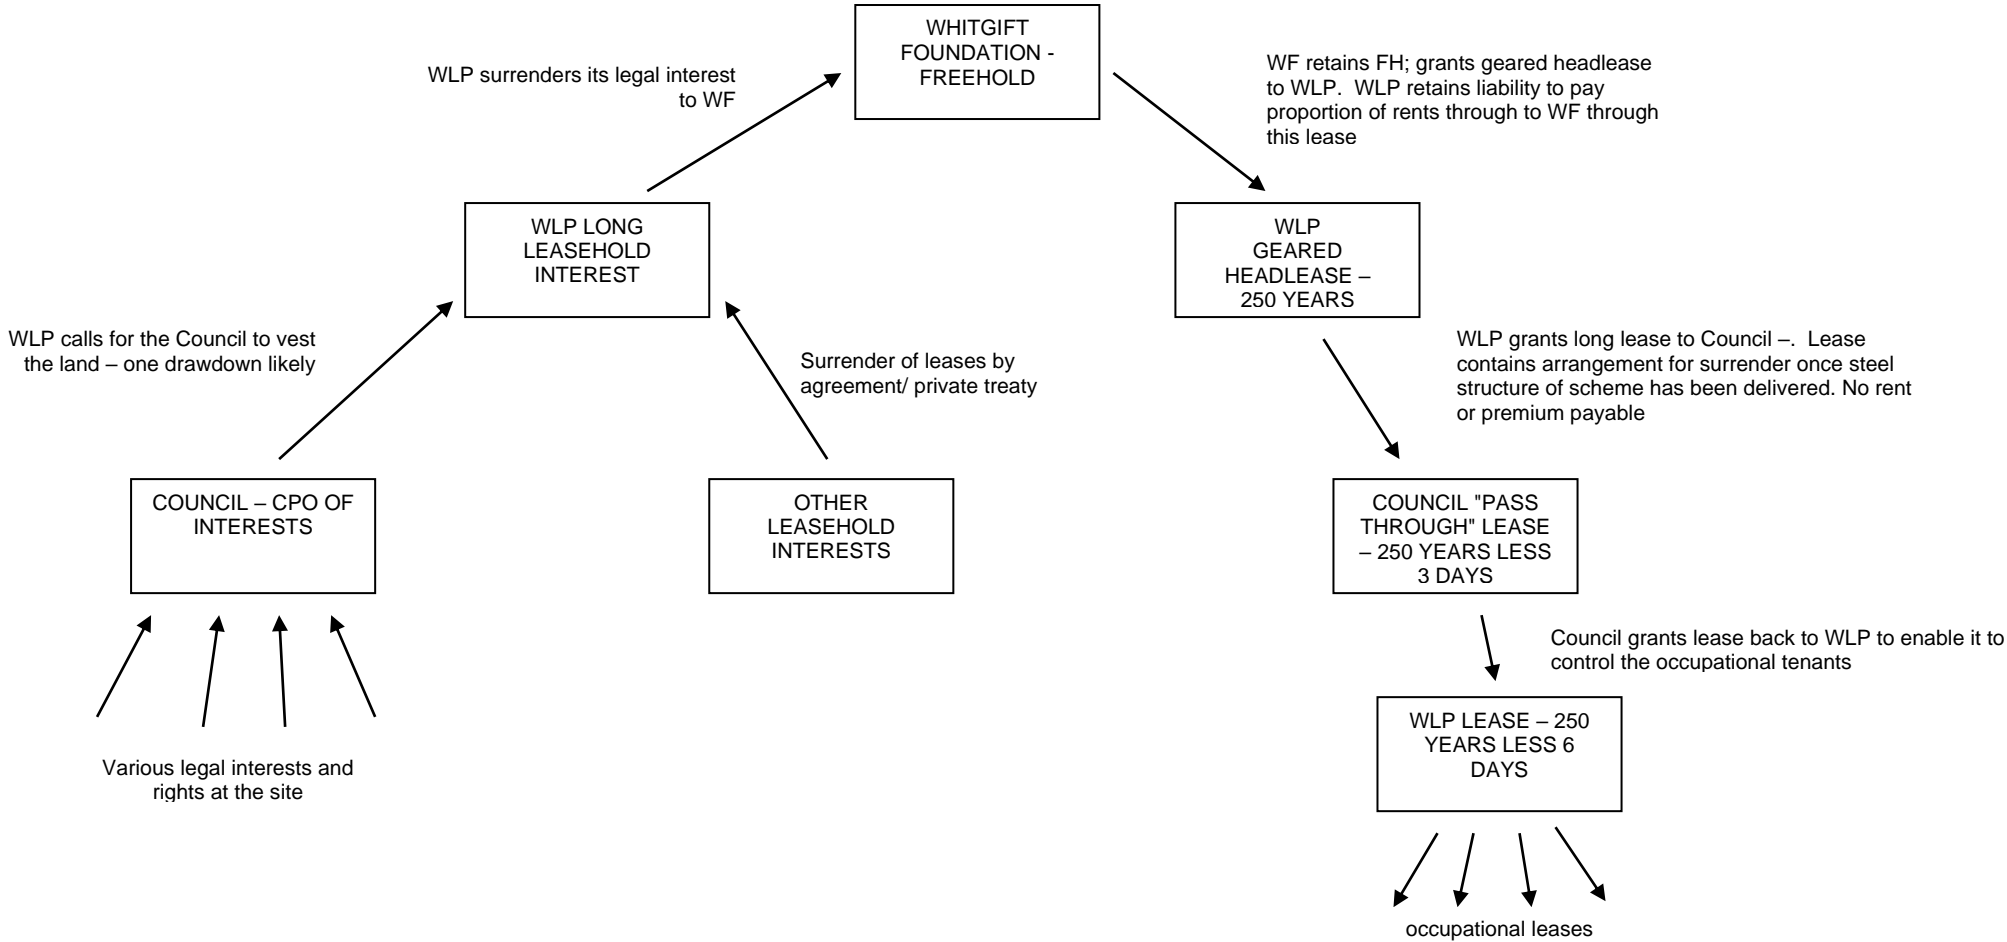 WHITGIFT
FOUNDATION -
FREEHOLD
WLP surrenders its legal interest
to WF
WF retains FH; grants geared headlease
to WLP.  WLP retains liability to pay
proportion of rents through to WF through
this lease
WLP LONG
LEASEHOLD
INTEREST
WLP
GEARED
HEADLEASE –
250 YEARS
WLP calls for the Council to vest
the land – one drawdown likely
Surrender of leases by
agreement/ private treaty
WLP grants long lease to Council –.  Lease
contains arrangement for surrender once steel
structure of scheme has been delivered. No rent
or premium payable
COUNCIL – CPO OF
INTERESTS
OTHER
LEASEHOLD
INTERESTS
COUNCIL "PASS
THROUGH" LEASE
– 250 YEARS LESS
3 DAYS
Council grants lease back to WLP to enable it to
control the occupational tenants
WLP LEASE – 250
YEARS LESS 6
DAYS
Various legal interests and
rights at the site
occupational leases